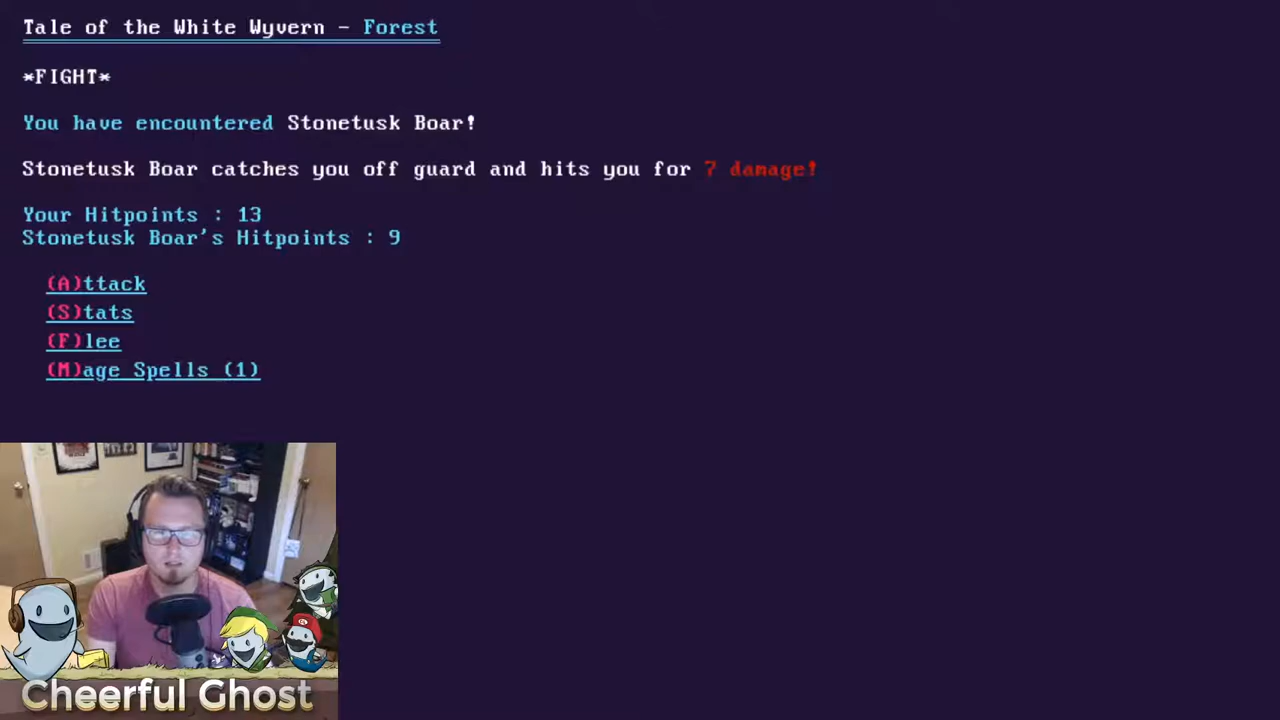 Tale of the White Wyvern - Forest
*FIGHT*
You have encountered Stonetusk Boar!
Stonetusk Boar catches you off guard and hits you for 7 damage!
Your Hitpoints : 13
Stonetusk Boar's Hitpoints : 9
(A)ttack
(S)tats
(F)lee
(M)age Spells (1)
Cheerful Ghost